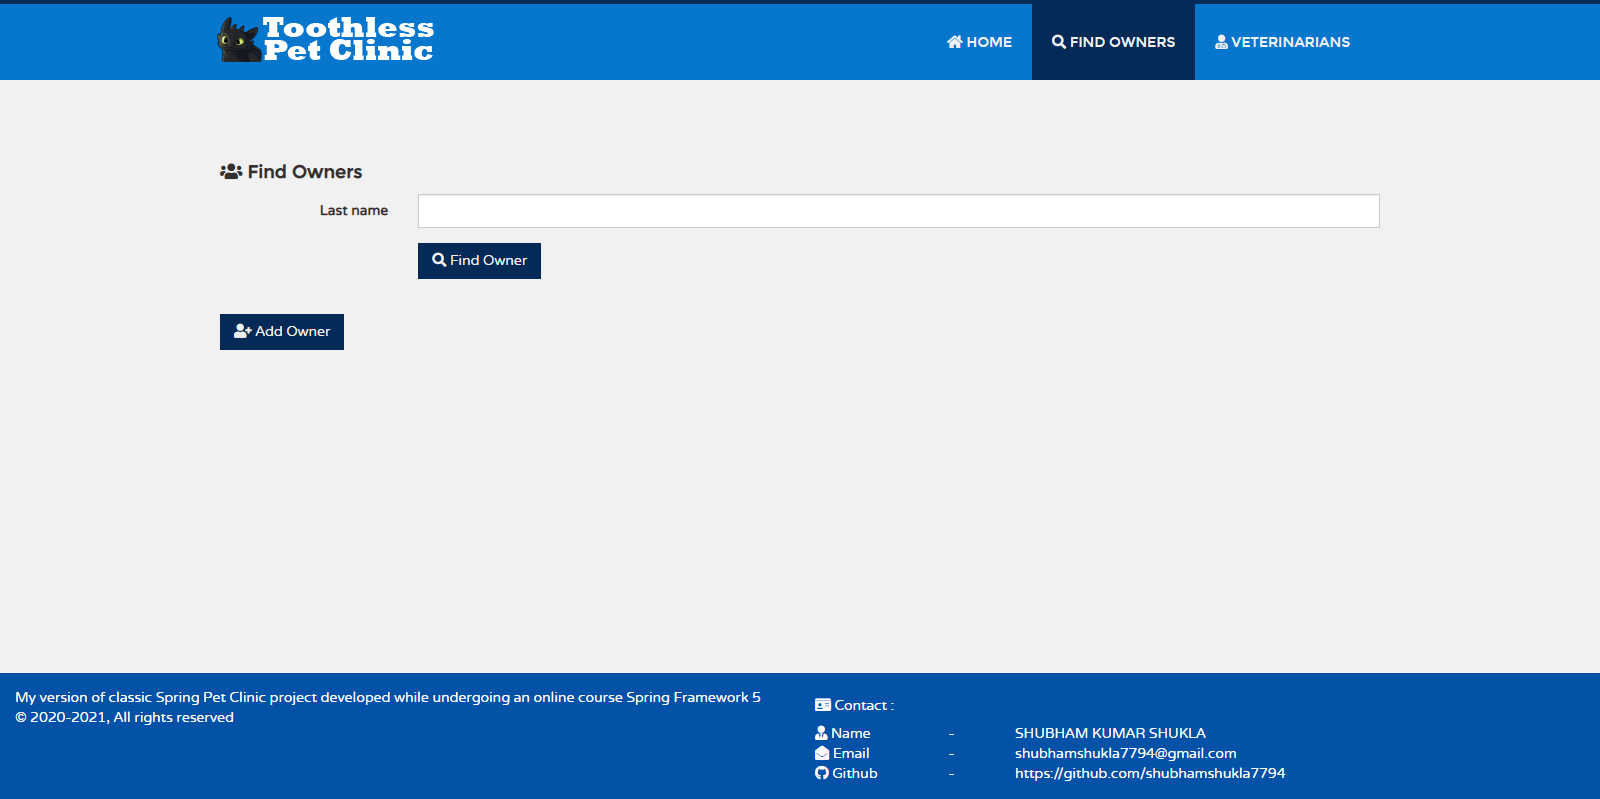 Toothless
Pet Clinic
HOME
FIND OWNERS
VETERINARIANS
Find Owners
Last name
Find Owner
Add Owner
My version of classic Spring Pet Clinic project developed while undergoing an online course Spring Framework 5
© 2020-2021, All rights reserved
Contact :
Name - SHUBHAM KUMAR SHUKLA
Email - shubhamshukla7794@gmail.com
Github - https://github.com/shubhamshukla7794